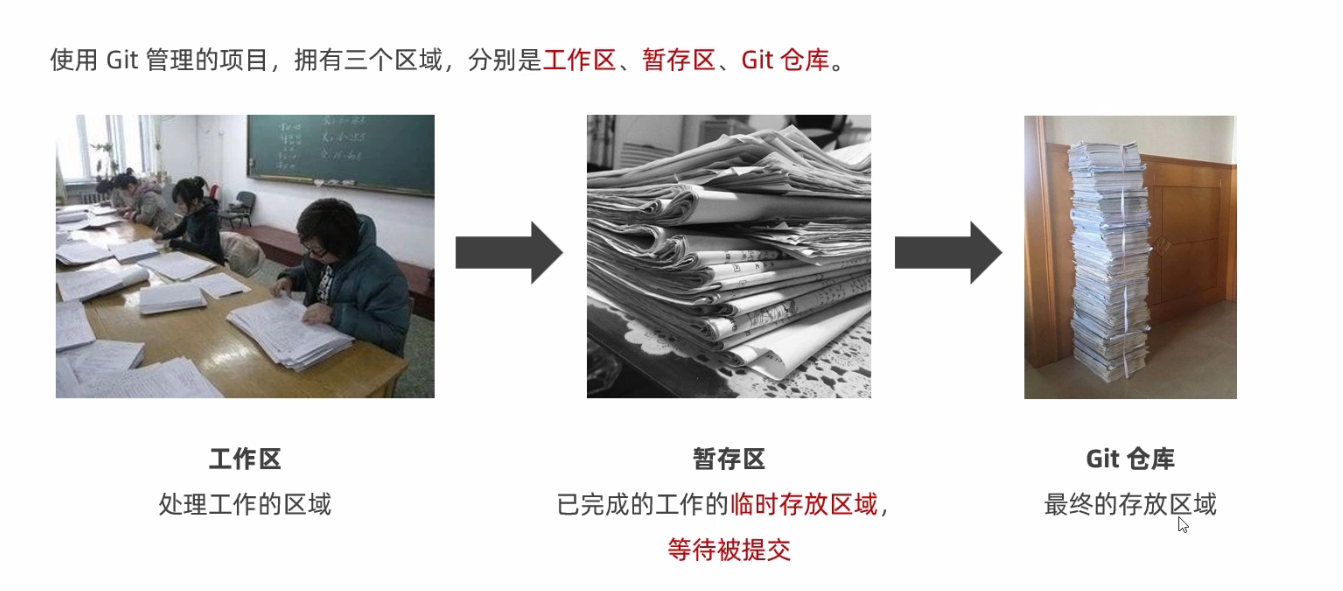 使用 Git 管理的项目，拥有三个区域，分别是工作区、暂存区、Git 仓库。
工作区
处理工作的区域
暂存区
已完成的工作的临时存放区域，
等待被提交
Git 仓库
最终的存放区域